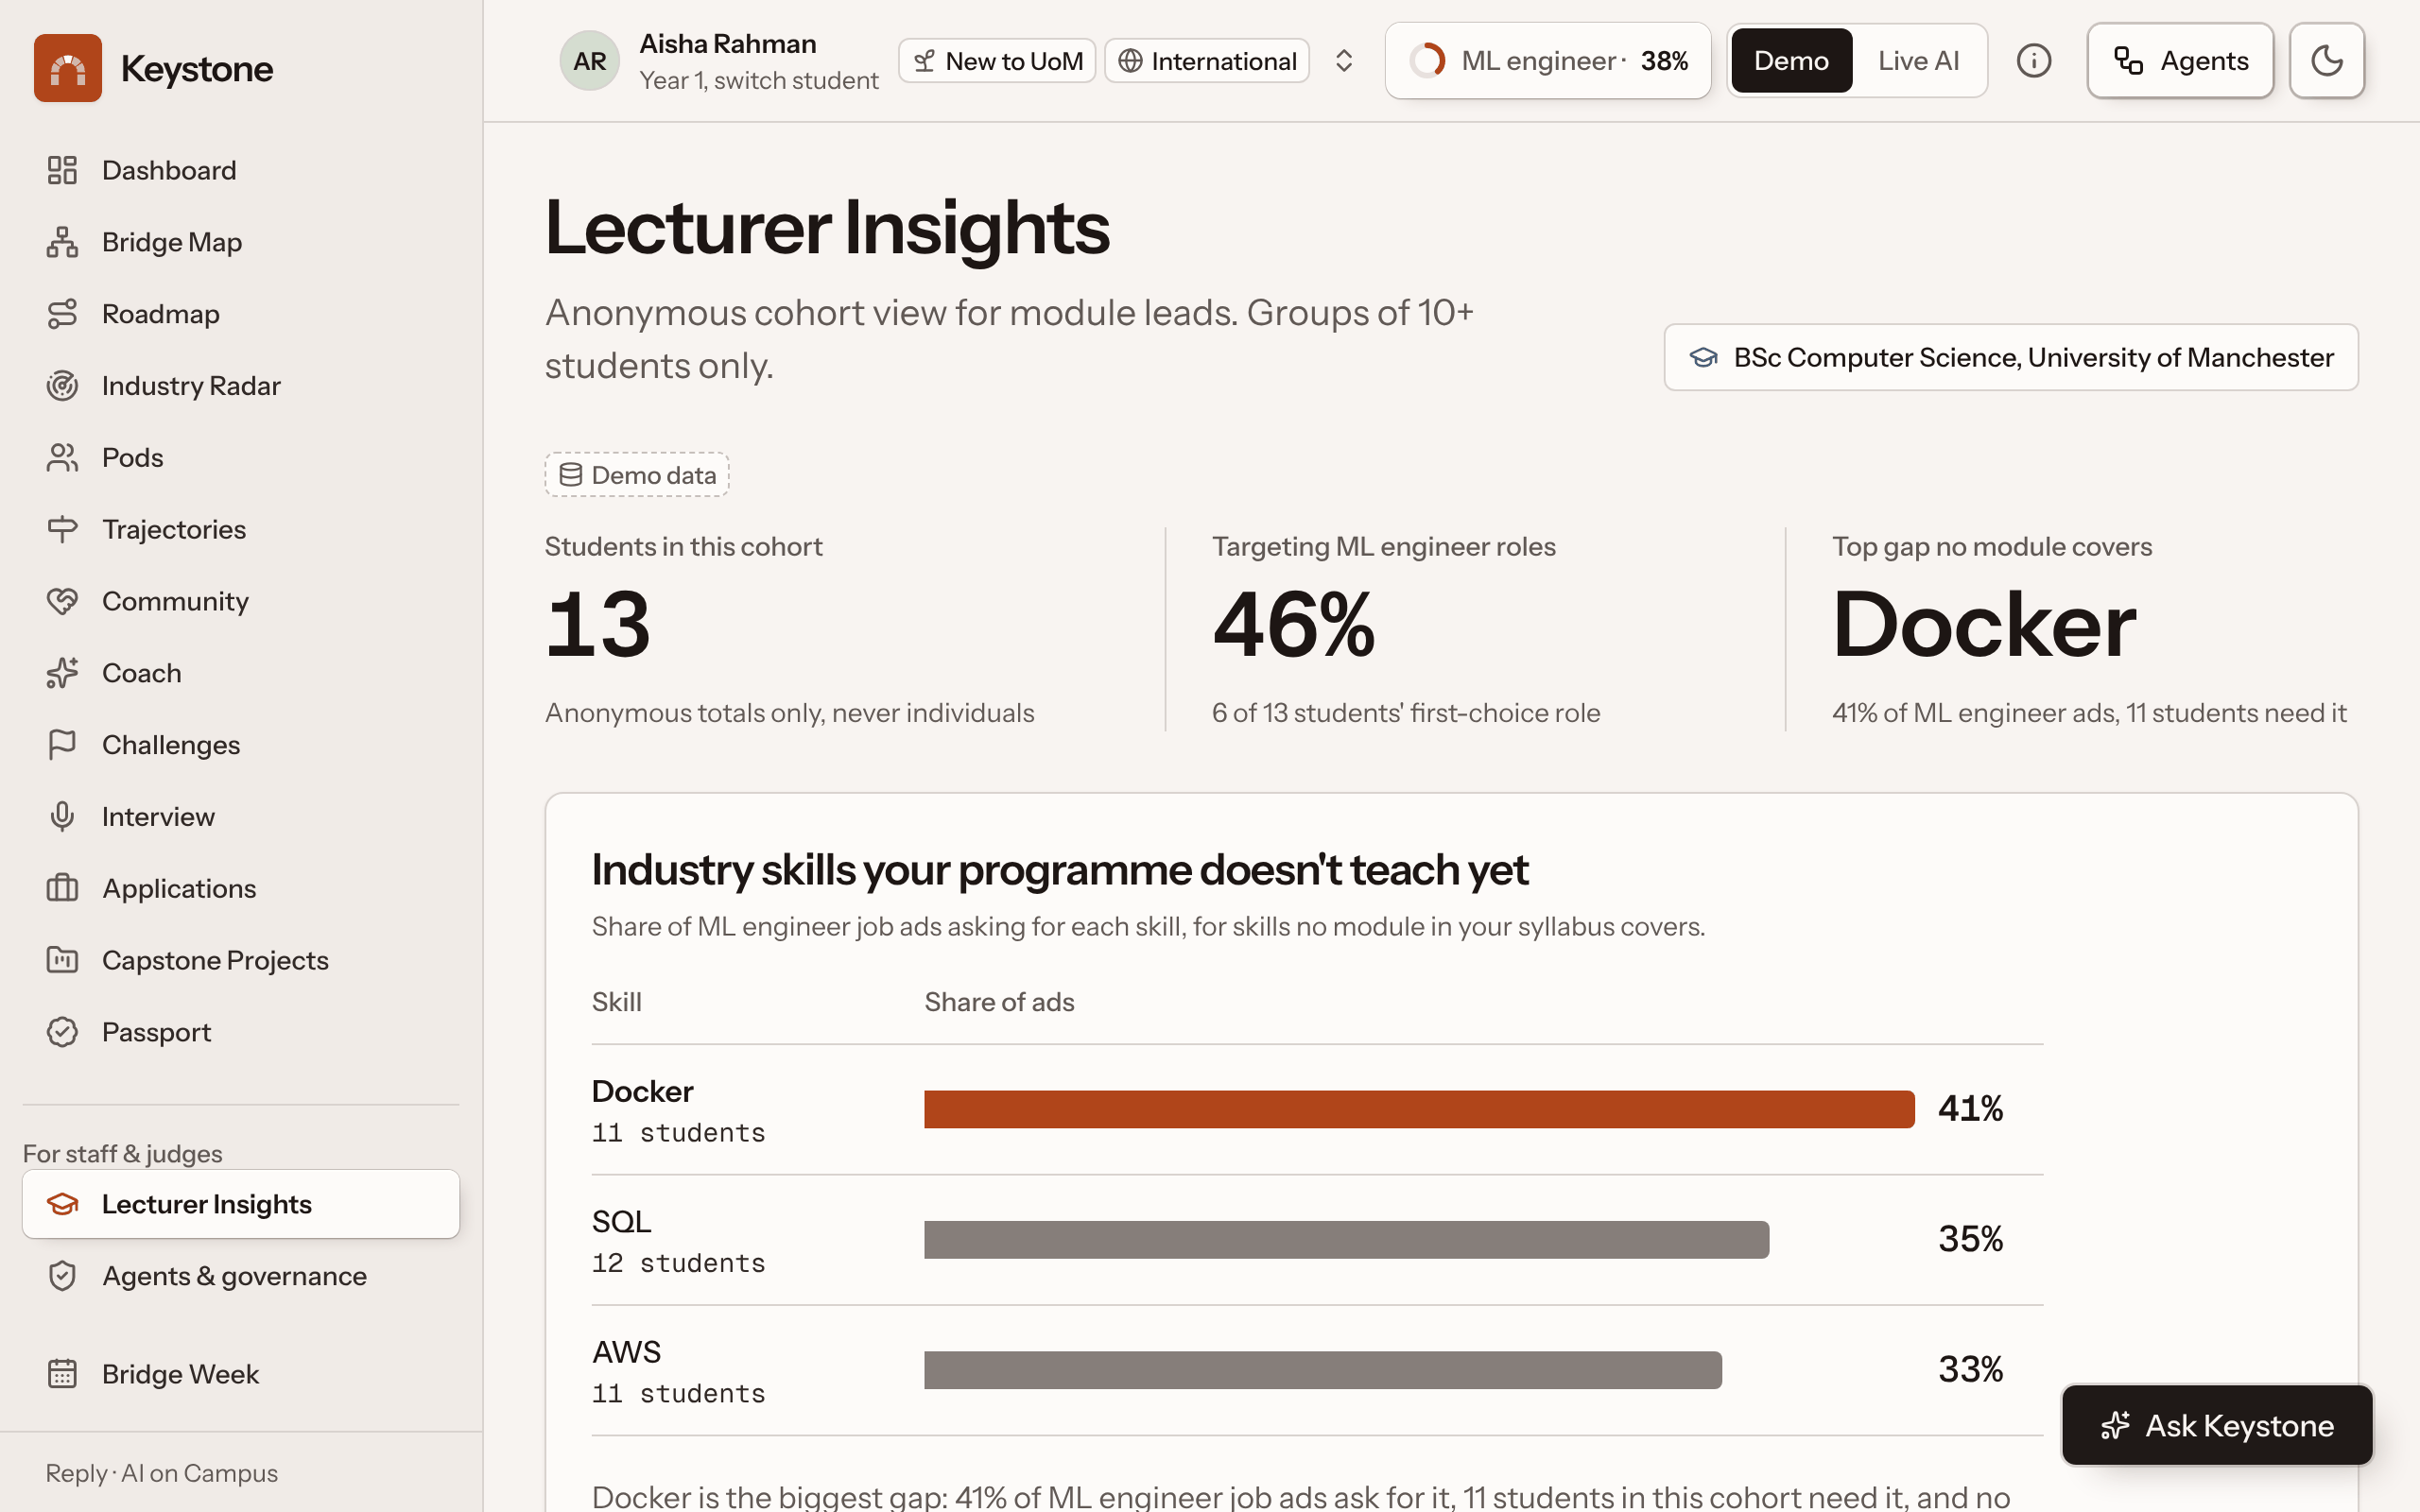 Keystone
Dashboard
Bridge Map
Roadmap
Industry Radar
Pods
Trajectories
Community
Coach
Challenges
Interview
Applications
Capstone Projects
Passport
For staff & judges
Lecturer Insights
Agents & governance
Bridge Week
Reply · AI on Campus
AR
Aisha Rahman
Year 1, switch student
New to UoM
International
ML engineer · 38%
Demo
Live AI
Agents
Lecturer Insights
Anonymous cohort view for module leads. Groups of 10+
students only.
BSc Computer Science, University of Manchester
Demo data
Students in this cohort
13
Anonymous totals only, never individuals
Targeting ML engineer roles
46%
6 of 13 students' first-choice role
Top gap no module covers
Docker
41% of ML engineer ads, 11 students need it
Industry skills your programme doesn't teach yet
Share of ML engineer job ads asking for each skill, for skills no module in your syllabus covers.
Skill
Share of ads
Docker
11 students
41%
SQL
12 students
35%
AWS
11 students
33%
Docker is the biggest gap: 41% of ML engineer job ads ask for it, 11 students in this cohort need it, and no
Ask Keystone